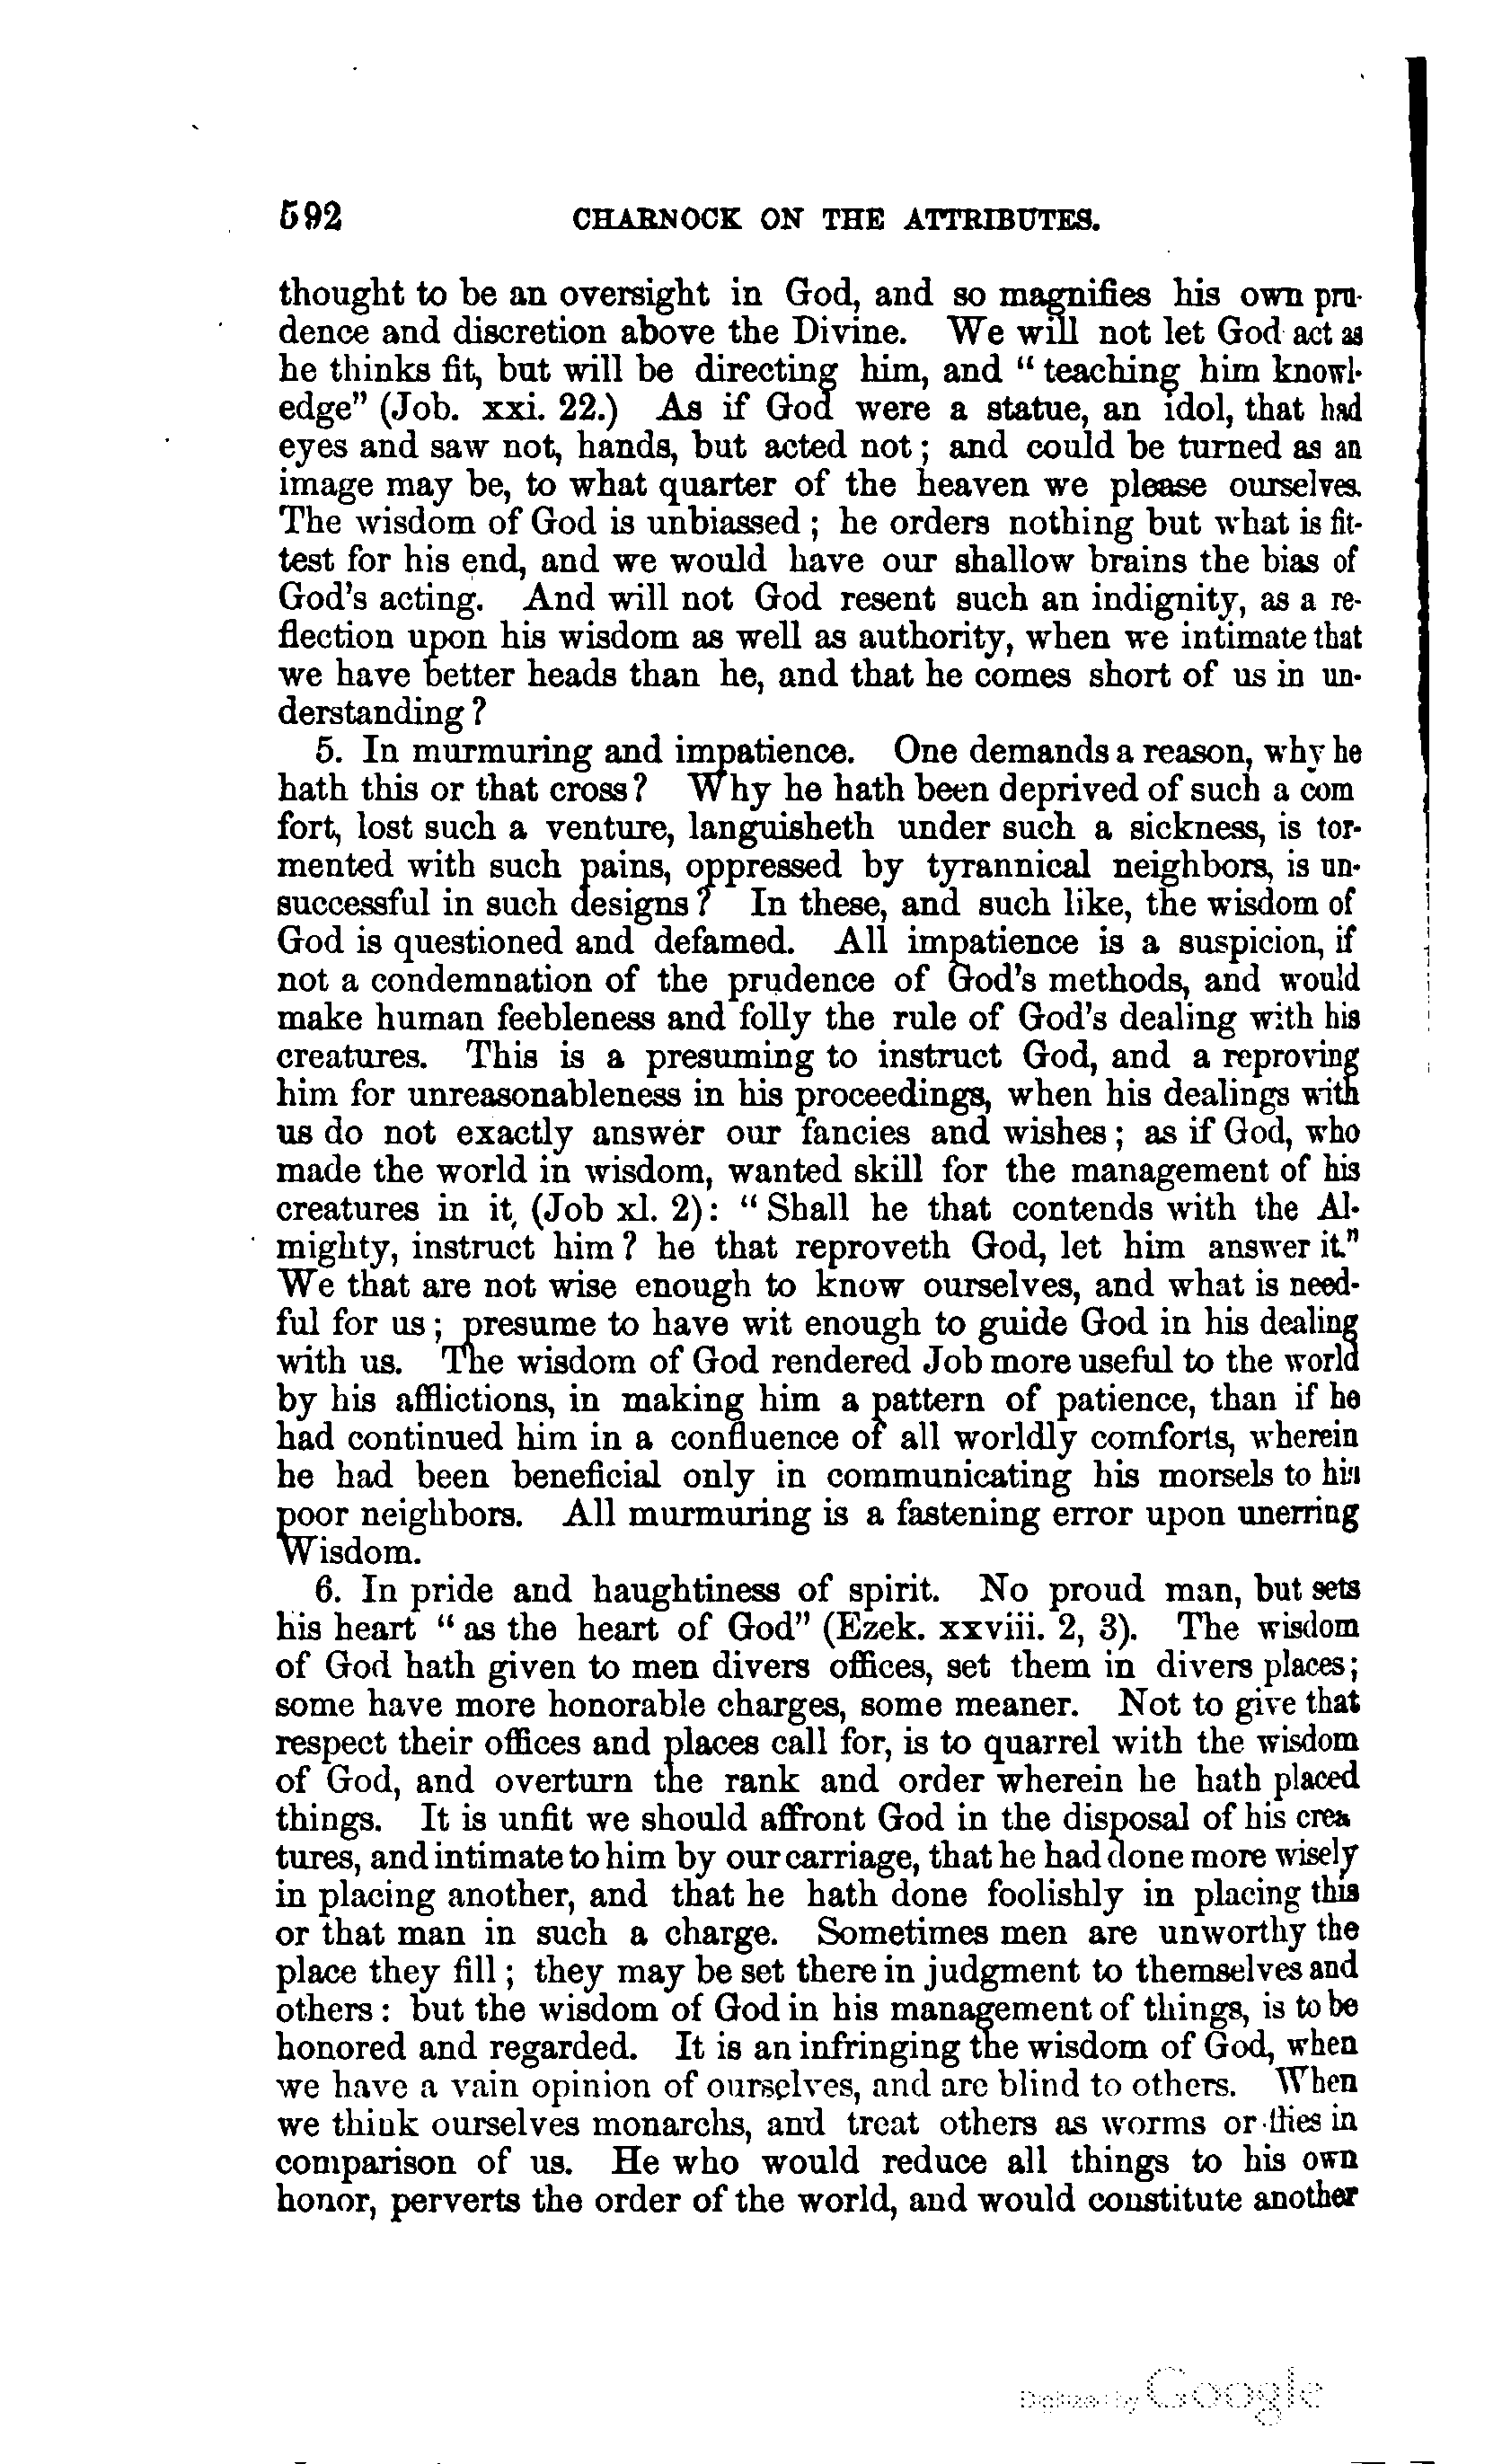 592 CHARNOCK ON THE ATTRIBUTES.
thought to be an oversight in God, and so magnifies his own pru-
dence and discretion above the Divine. We will not let God act as
he thinks fit, but will be directing him, and “ teaching him knowl-
edge” (Job. xxi. 22.) As if God were a statue, an idol, that had
eyes and saw not, hands, but acted not ; and could be turned as an
image may be, to what quarter of the heaven we please ourselves.
The wisdom of God is unbiassed ; he orders nothing but what is fit-
test for his end, and we would have our shallow brains the bias of
God's acting. And will not God resent such an indignity, as a re-
flection upon his wisdom as well as authority, when we intimate that
we have better heads than he, and that he comes short of us in un-
derstanding ?
5. In murmuring and impatience. One demands a reason, why he
hath this or that cross ? Why he hath been deprived of such a com
fort, lost such a venture, languisheth under such a sickness, is tor-
mented with such pains, oppressed by tyrannical neighbors, is un-
successful in such designs ? In these, and such like, the wisdom of
God is questioned and defamed. All impatience is a suspicion, if
not a condemnation of the prudence of God's methods, and would
make human feebleness and folly the rule of God's dealing with his
creatures. This is a presuming to instruct God, and a reproving
him for unreasonableness in his proceedings, when his dealings with
us do not exactly answer our fancies and wishes ; as if God, who
made the world in wisdom, wanted skill for the management of his
creatures in it, (Job xl. 2) : “ Shall he that contends with the Al-
mighty, instruct him ? he that reproveth God, let him answer it.”
We that are not wise enough to know ourselves, and what is need-
ful for us ; presume to have wit enough to guide God in his dealing
with us. The wisdom of God rendered Job more useful to the world
by his afflictions, in making him a pattern of patience, than if he
had continued him in a confluence of all worldly comforts, wherein
he had been beneficial only in communicating his morsels to his
poor neighbors. All murmuring is a fastening error upon unerring
Wisdom.
6. In pride and haughtiness of spirit. No proud man, but sets
his heart “ as the heart of God” (Ezek. xxviii. 2, 3). The wisdom
of God hath given to men divers offices, set them in divers places ;
some have more honorable charges, some meaner. Not to give that
respect their offices and places call for, is to quarrel with the wisdom
of God, and overturn the rank and order wherein he hath placed
things. It is unfit we should affront God in the disposal of his crea
tures, and intimate to him by our carriage, that he had done more wisely
in placing another, and that he hath done foolishly in placing this
or that man in such a charge. Sometimes men are unworthy the
place they fill ; they may be set there in judgment to themselves and
others : but the wisdom of God in his management of things, is to be
honored and regarded. It is an infringing the wisdom of God, when
we have a vain opinion of ourselves, and are blind to others. When
we think ourselves monarchs, and treat others as worms or flies in
comparison of us. He who would reduce all things to his own
honor, perverts the order of the world, and would constitute another
Digitized by Google